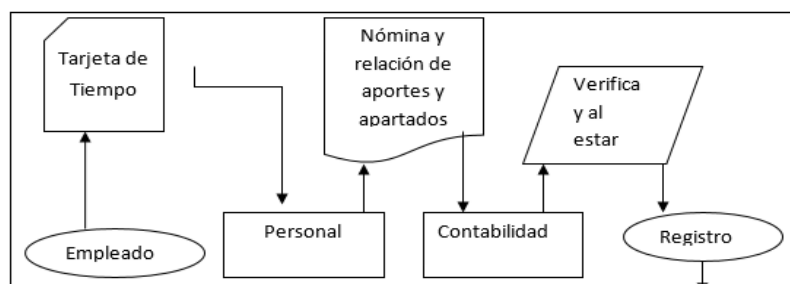 Tarjeta de
Tiempo
Nómina y
relación de
aportes y
apartados
Verifica
y al
estar
Empleado
Personal
Contabilidad
Registro